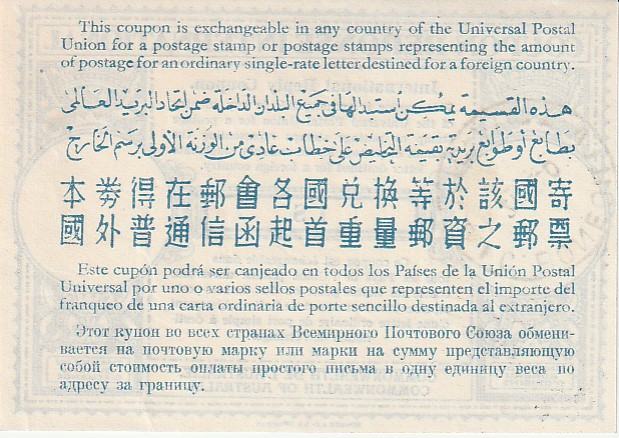 This coupon is exchangeable in any country of the Universal Postal
Union for a postage stamp or postage stamps representing the amount
of postage for an ordinary single-rate letter destined for a foreign country.
هذه القسيمة يمكن استبدالها في جميع البلدان الداخلة ضمن اتحاد البريد العالمى
بطابع أو طوابع بريدية بقيمة التخليص على خطاب عادى من الوزنة الأولى برسم الخارج
本券得在郵會各國兌換等於該國寄
國外普通信函起首重量郵資之郵票
Este cupón podrá ser canjeado en todos los Países de la Unión Postal
Universal por uno o varios sellos postales que representen el importe del
franqueo de una carta ordinaria de porte sencillo destinada al extranjero.
Этот купон во всех странах Всемирного Почтового Союза обмени-
вается на почтовую марку или марки на сумму представляющую
собой стоимость оплаты простого письма в одну единицу веса по
адресу за границу.